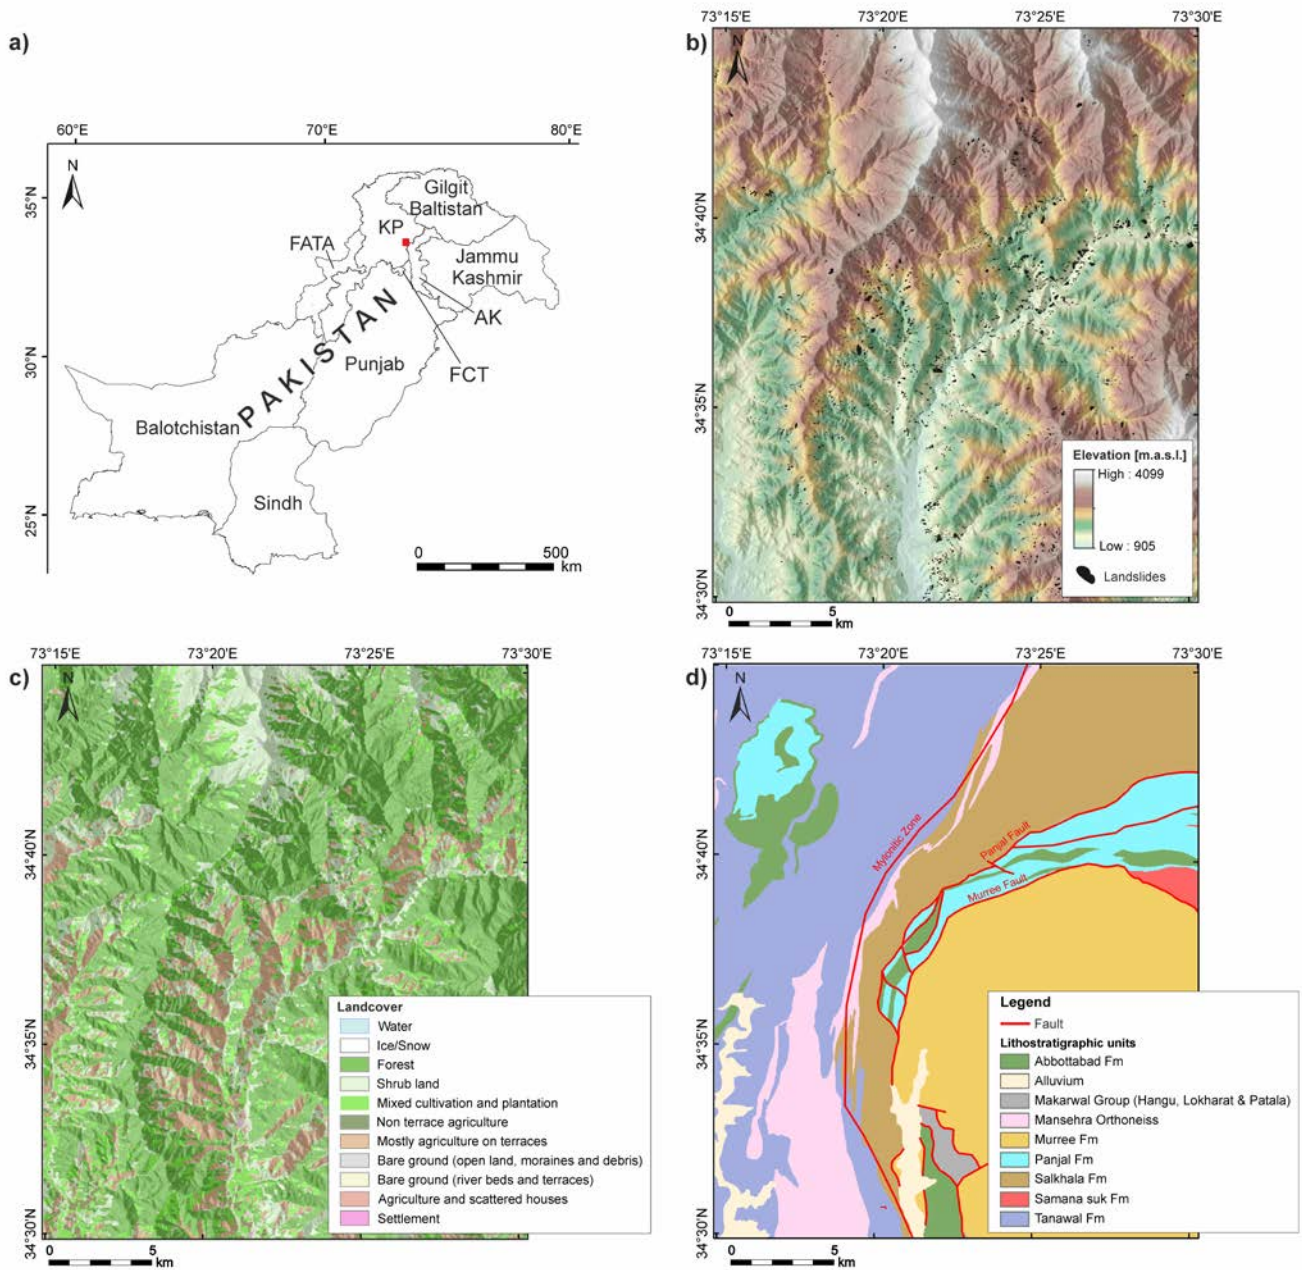 a)
60°E
70°E
80°E
N
35°N
30°N
25°N
Gilgit
Baltistan
KP
FATA
Jammu
Kashmir
AK
PAKISTAN
Punjab
FCT
Balotchistan
Sindh
0
500
km
b)
73°15'E
73°20'E
73°25'E
73°30'E
N
34°40'N
34°35'N
34°30'N
Elevation [m.a.s.l.]
High : 4099
Low : 905
Landslides
0
5
km
c)
73°15'E
73°20'E
73°25'E
73°30'E
N
34°40'N
34°35'N
34°30'N
Landcover
Water
Ice/Snow
Forest
Shrub land
Mixed cultivation and plantation
Non terrace agriculture
Mostly agriculture on terraces
Bare ground (open land, moraines and debris)
Bare ground (river beds and terraces)
Agriculture and scattered houses
Settlement
0
5
km
d)
73°15'E
73°20'E
73°25'E
73°30'E
N
34°40'N
34°35'N
34°30'N
Mylonitic Zone
Panjal Fault
Murree Fault
Legend
Fault
Lithostratigraphic units
Abbottabad Fm
Alluvium
Makarwal Group (Hangu, Lokharat & Patala)
Mansehra Orthoneiss
Murree Fm
Panjal Fm
Salkhala Fm
Samana suk Fm
Tanawal Fm
0
5
km